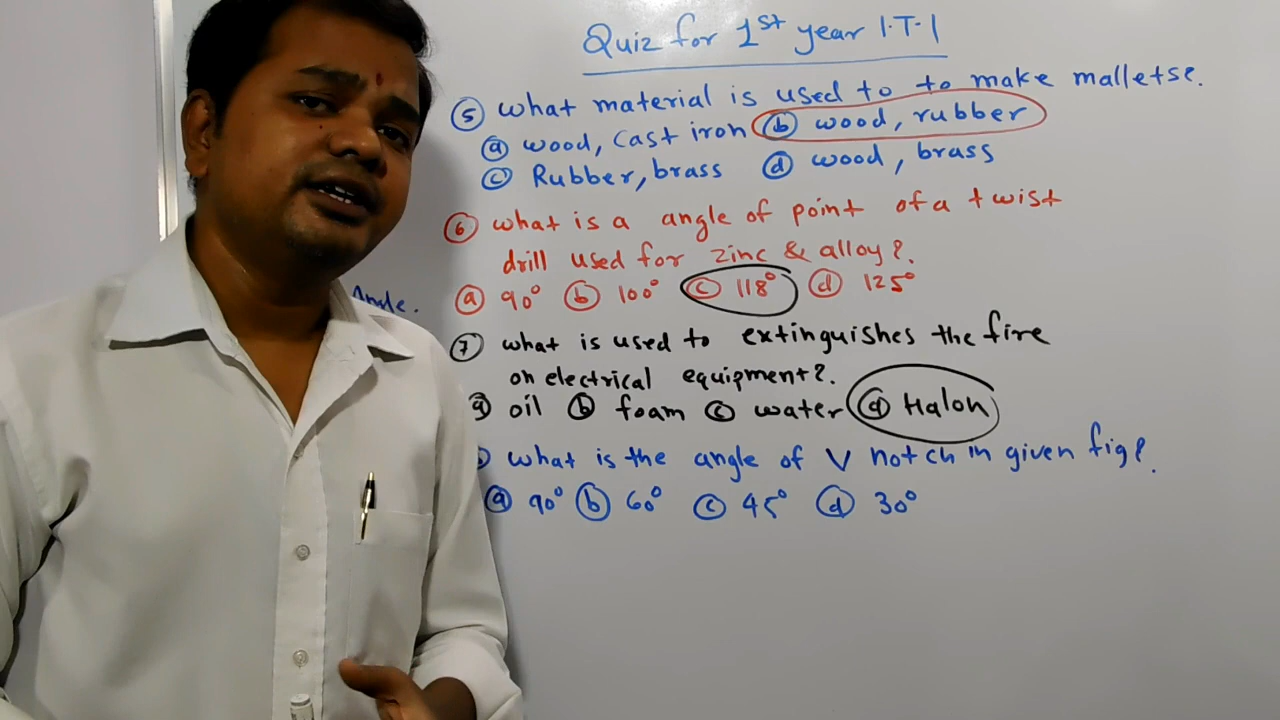 Quiz for 1st year I.T.I
⑤ what material is used to to make malletse.
ⓐ wood, cast iron ⓑ wood, rubber
ⓒ Rubber, brass ⓓ wood, brass
⑥ what is a angle of point of a twist
drill used for zinc & alloy?.
ⓐ 90° ⓑ 100° ⓒ 118° ⓓ 125°
Angle.
⑦ what is used to extinguishes the fire
on electrical equipment?.
ⓐ oil ⓑ foam ⓒ water ⓓ Halon
what is the angle of V notch in given fig?.
ⓐ 90° ⓑ 60° ⓒ 45° ⓓ 30°